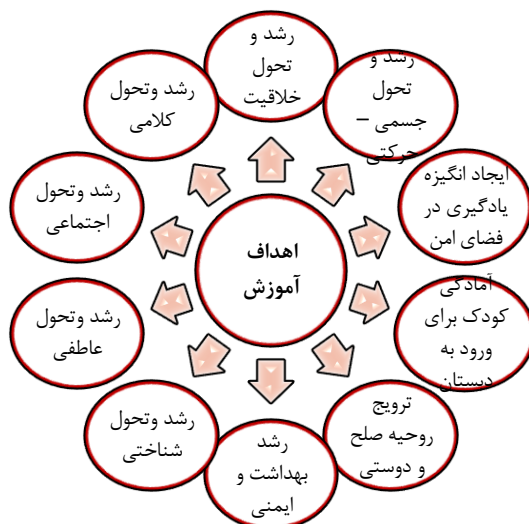 اهداف
آموزش
رشد و
تحول
خلاقیت
رشد و
تحول
جسمی –
حرکتی
ایجاد انگیزه
یادگیری در
فضای امن
آمادگی
کودک برای
ورود به
دبستان
ترویج
روحیه صلح
و دوستی
رشد
بهداشت و
ایمنی
رشد وتحول
شناختی
رشد وتحول
عاطفی
رشد وتحول
اجتماعی
رشد وتحول
کلامی